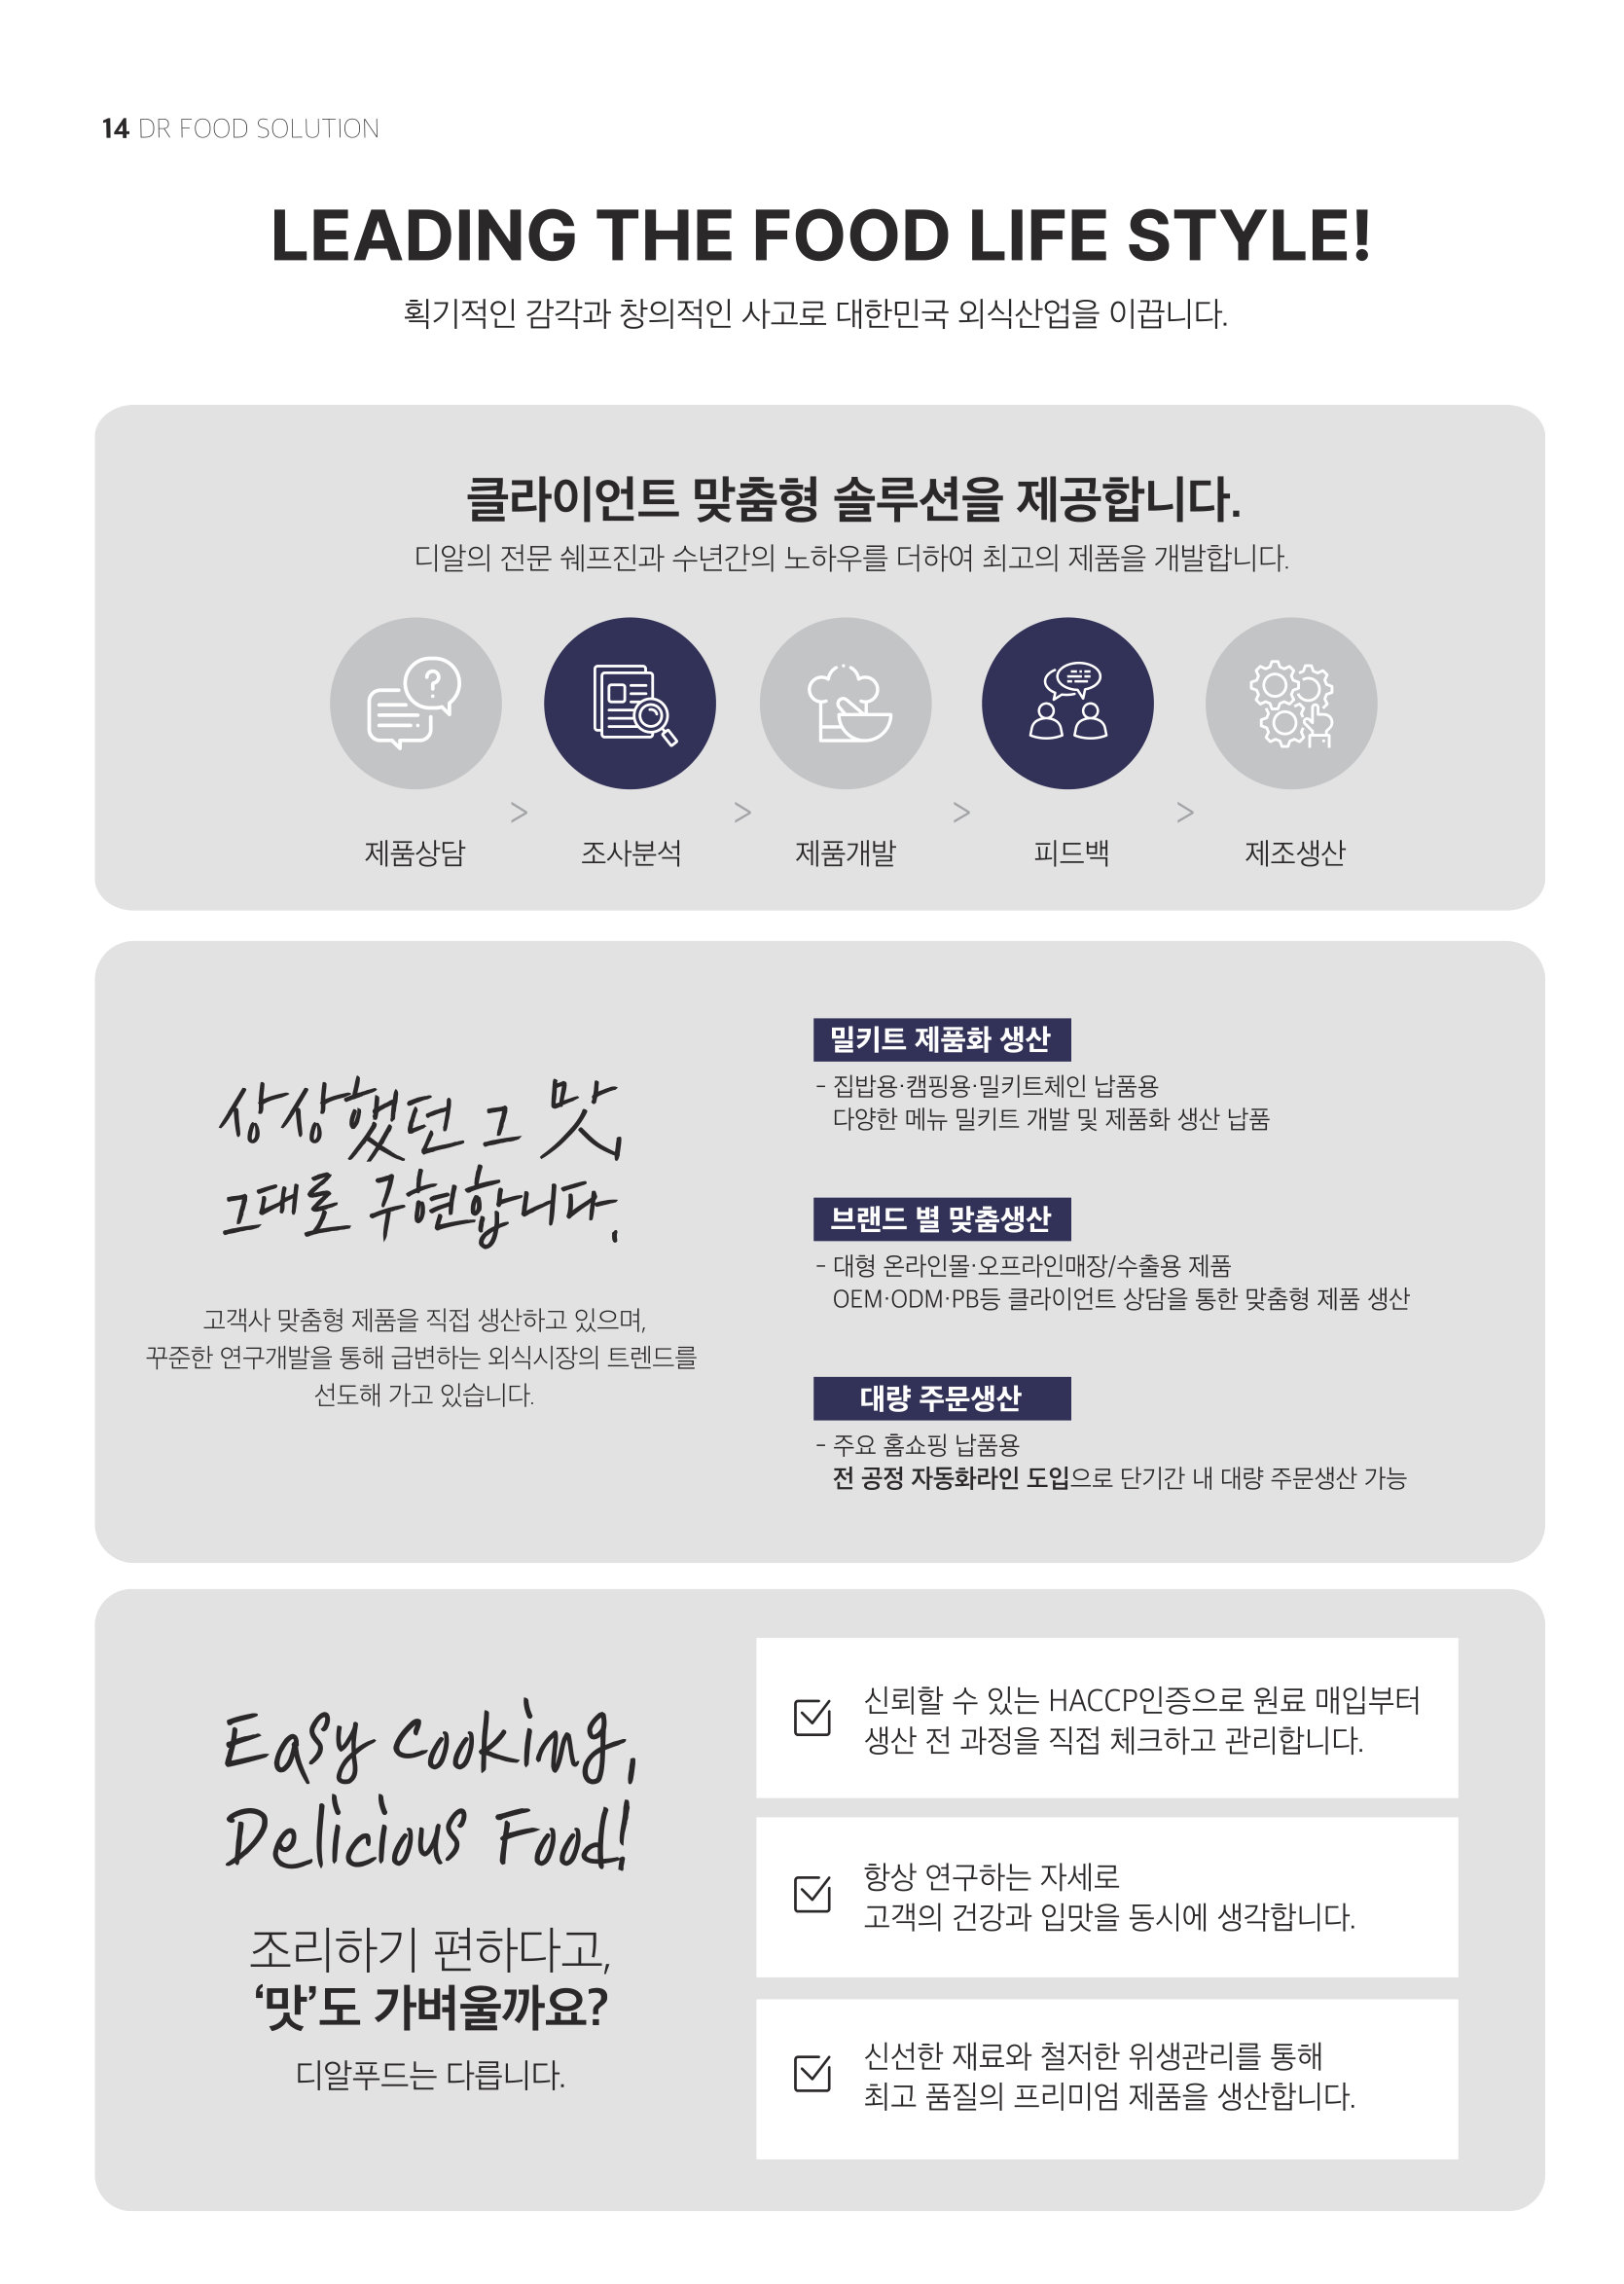 14 DR FOOD SOLUTION
LEADING THE FOOD LIFE STYLE!
획기적인 감각과 창의적인 사고로 대한민국 외식산업을 이끕니다.
클라이언트 맞춤형 솔루션을 제공합니다.
디알의 전문 쉐프진과 수년간의 노하우를 더하여 최고의 제품을 개발합니다.
제품상담 > 조사분석 > 제품개발 > 피드백 > 제조생산
상상했던 그 맛,
그대로 구현합니다.
고객사 맞춤형 제품을 직접 생산하고 있으며,
꾸준한 연구개발을 통해 급변하는 외식시장의 트렌드를
선도해 가고 있습니다.
밀키트 제품화 생산
- 집밥용·캠핑용·밀키트체인 납품용
다양한 메뉴 밀키트 개발 및 제품화 생산 납품
브랜드 별 맞춤생산
- 대형 온라인몰·오프라인매장/수출용 제품
OEM·ODM·PB등 클라이언트 상담을 통한 맞춤형 제품 생산
대량 주문생산
- 주요 홈쇼핑 납품용
전 공정 자동화라인 도입으로 단기간 내 대량 주문생산 가능
Easy Cooking,
Delicious Food!
조리하기 편하다고,
‘맛’도 가벼울까요?
디알푸드는 다릅니다.
신뢰할 수 있는 HACCP인증으로 원료 매입부터
생산 전 과정을 직접 체크하고 관리합니다.
항상 연구하는 자세로
고객의 건강과 입맛을 동시에 생각합니다.
신선한 재료와 철저한 위생관리를 통해
최고 품질의 프리미엄 제품을 생산합니다.